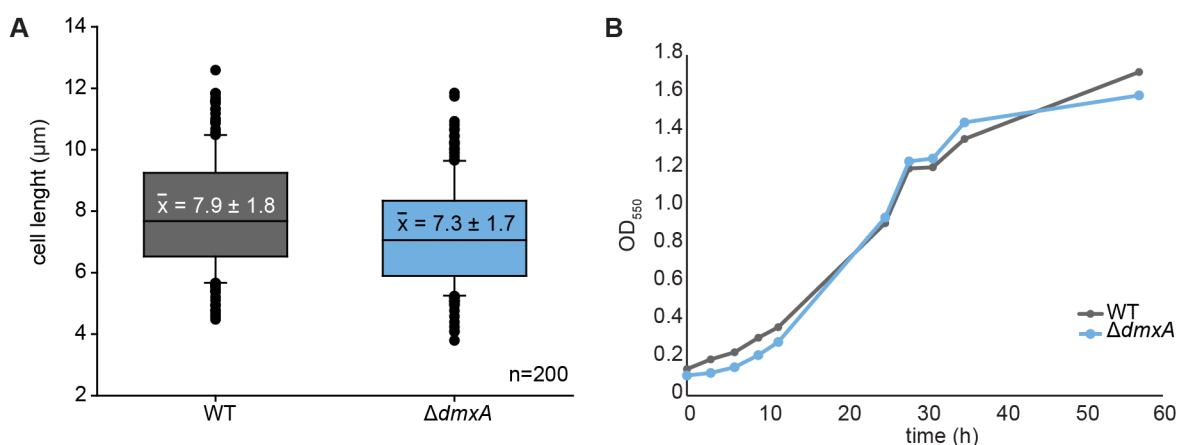 A
14
12
10
8
6
4
2
cell lenght (µm)
x̅ = 7.9 ± 1.8
x̅ = 7.3 ± 1.7
n=200
WT
ΔdmxA
B
1.8
1.6
1.4
1.2
1.0
0.8
0.6
0.4
0.2
0
OD550
WT
ΔdmxA
0
10
20
30
40
50
60
time (h)